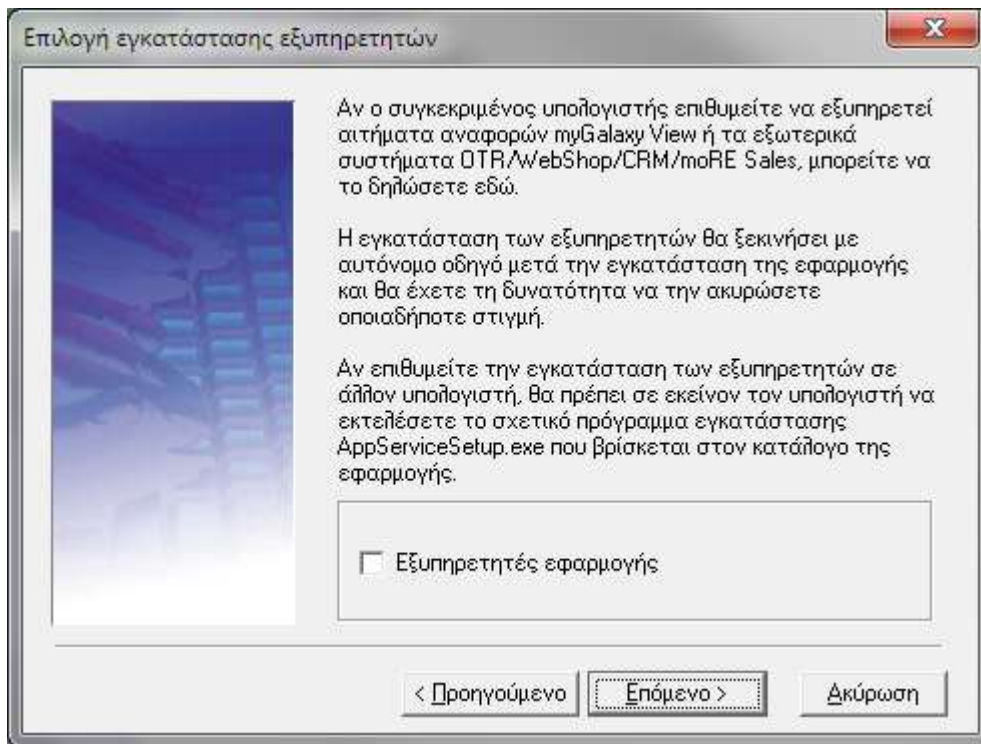 Επιλογή εγκατάστασης εξυπηρετητών
Αν ο συγκεκριμένος υπολογιστής επιθυμείτε να εξυπηρετεί
αιτήματα αναφορών myGalaxy View ή τα εξωτερικά
συστήματα OTR/WebShop/CRM/moRE Sales, μπορείτε να
το δηλώσετε εδώ.
Η εγκατάσταση των εξυπηρετητών θα ξεκινήσει με
αυτόνομο οδηγό μετά την εγκατάσταση της εφαρμογής
και θα έχετε τη δυνατότητα να την ακυρώσετε
οποιαδήποτε στιγμή.
Αν επιθυμείτε την εγκατάσταση των εξυπηρετητών σε
άλλον υπολογιστή, θα πρέπει σε εκείνον τον υπολογιστή να
εκτελέσετε το σχετικό πρόγραμμα εγκατάστασης
AppServiceSetup.exe που βρίσκεται στον κατάλογο της
εφαρμογής.
Εξυπηρετητές εφαρμογής
< Προηγούμενο Επόμενο > Ακύρωση